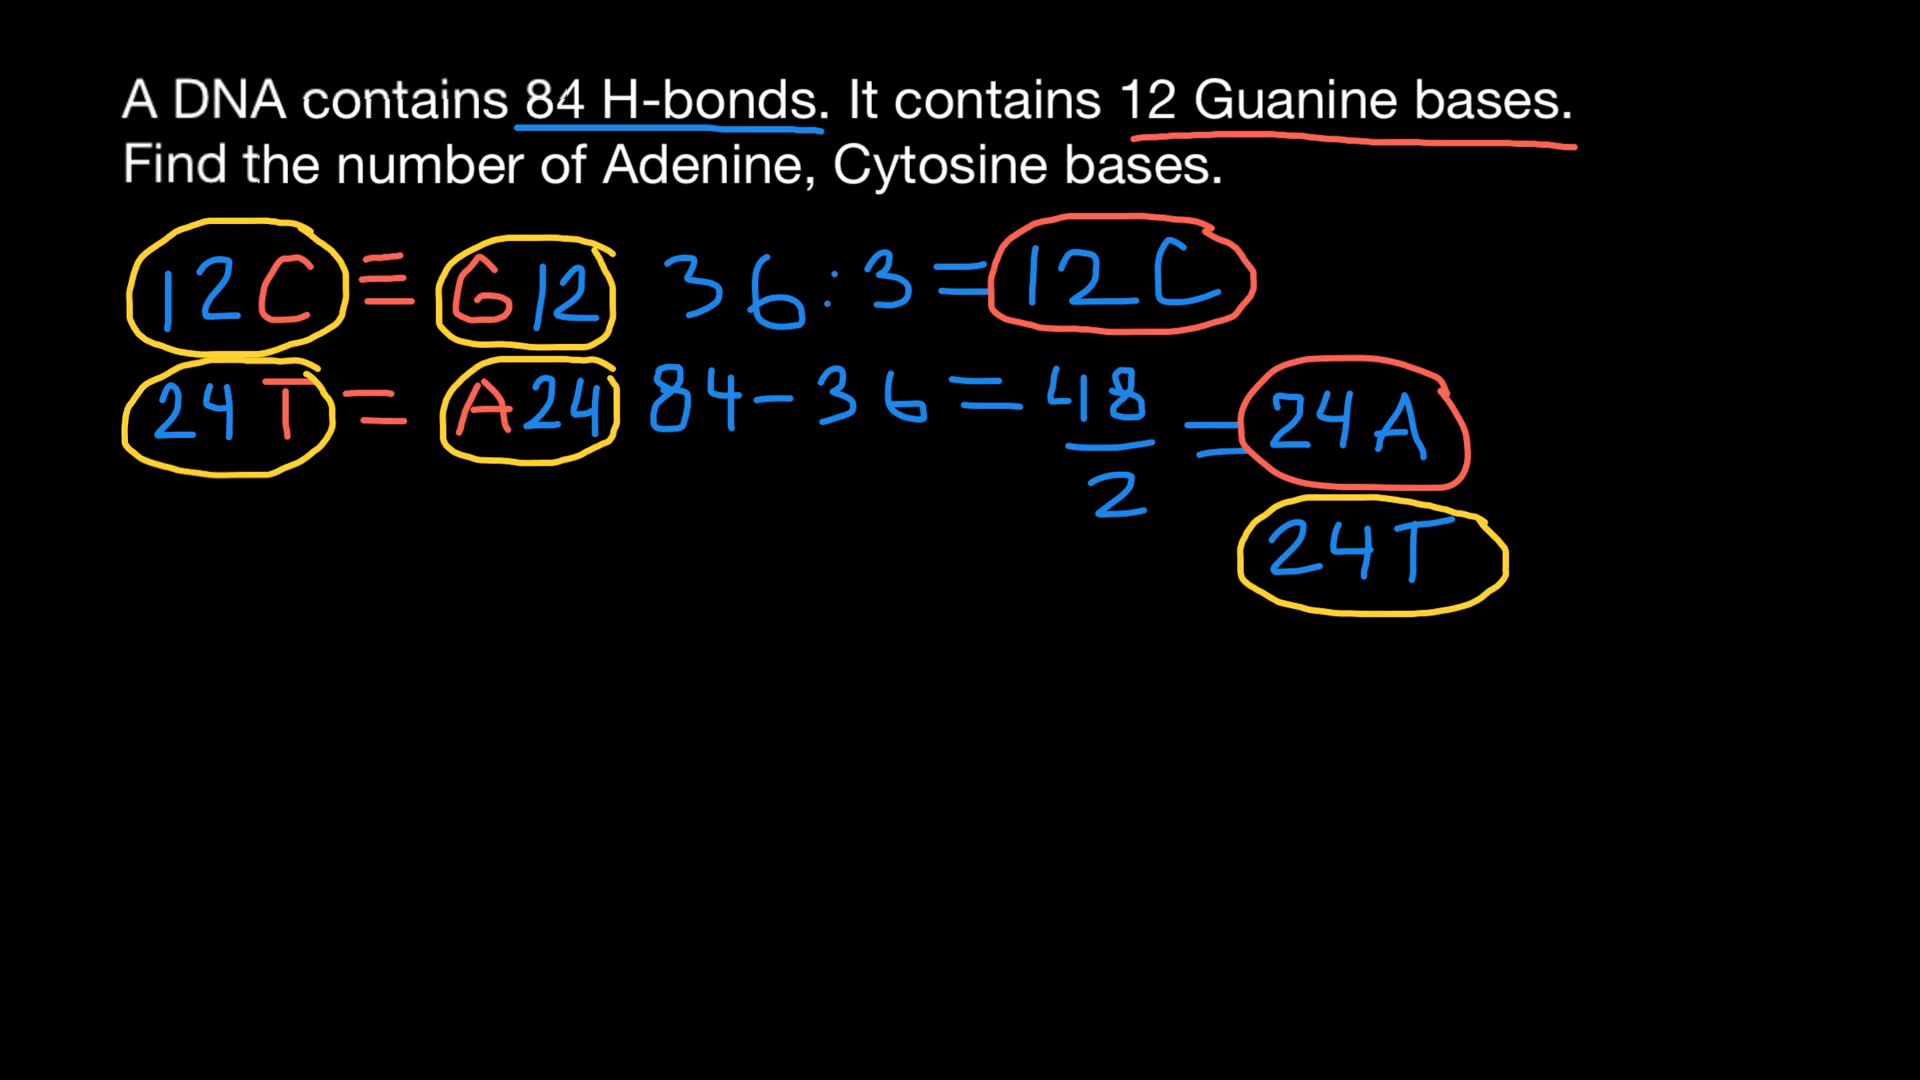 A DNA contains 84 H-bonds. It contains 12 Guanine bases.
Find the number of Adenine, Cytosine bases.
12C ≡ G12 36:3=12C
24T = A24 84-36=48/2=24A
24T